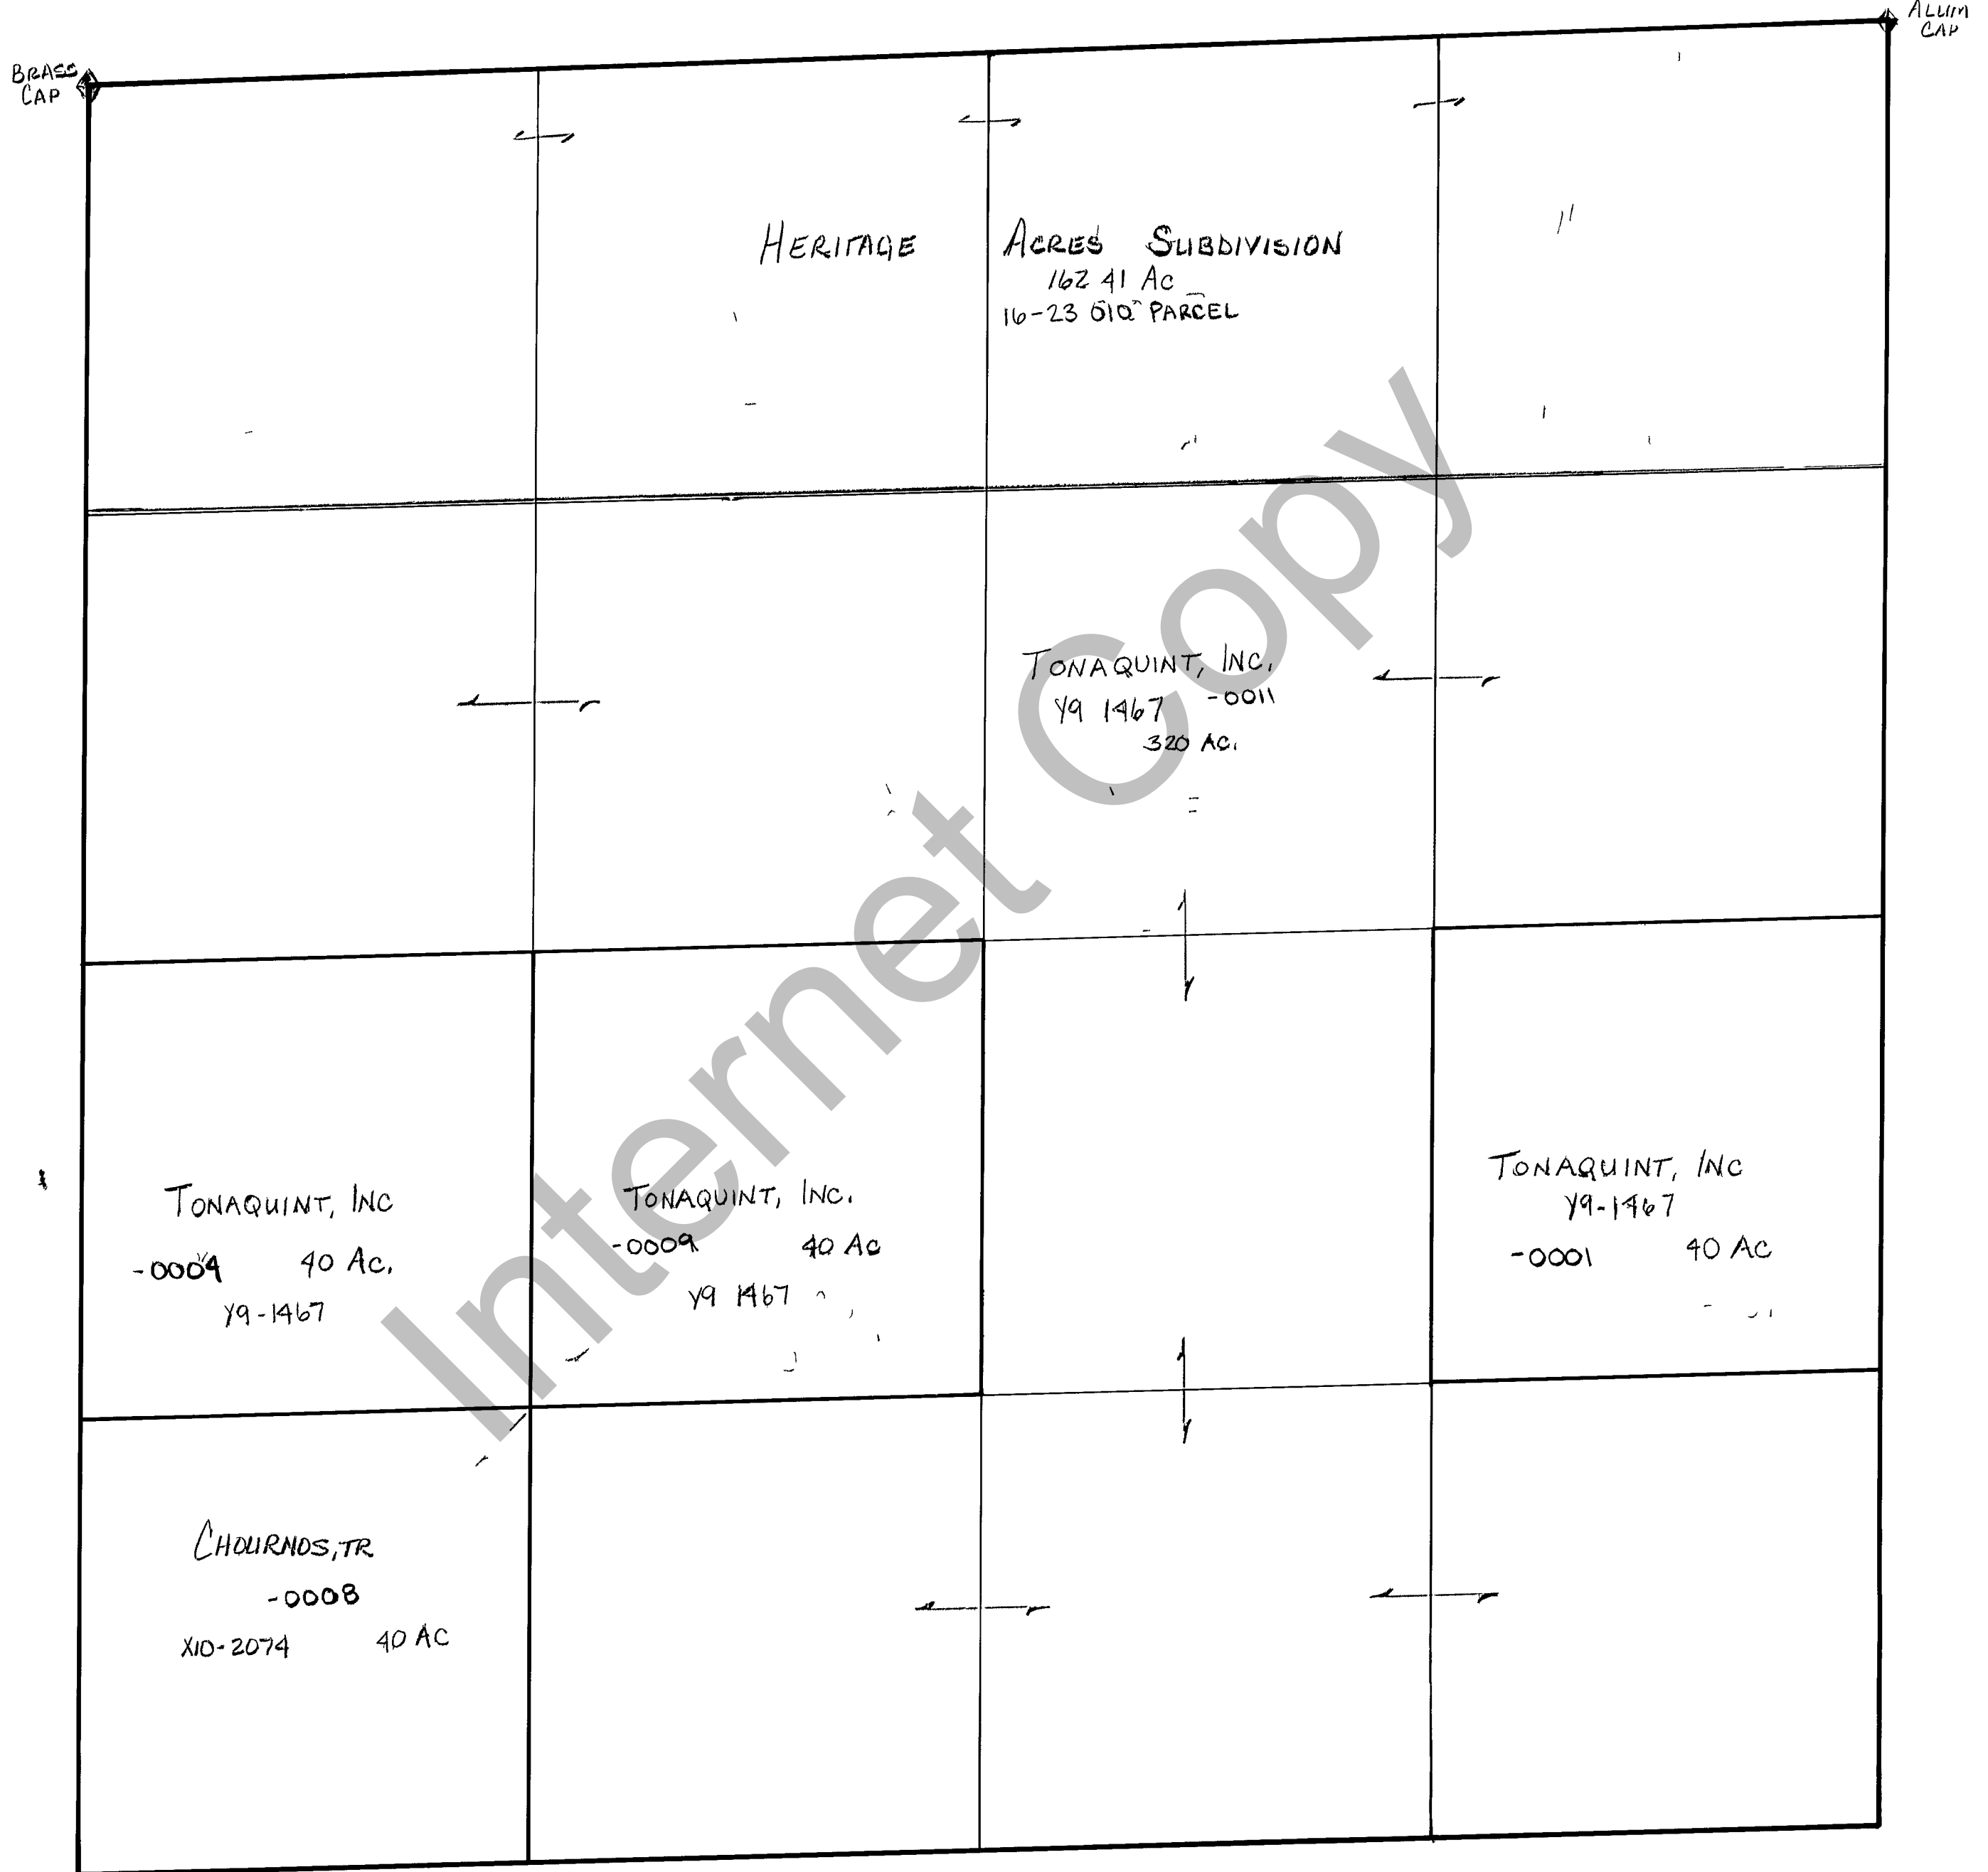 BRASS
CAP
ALLUM
CAP
HERITAGE ACRES SUBDIVISION
162 41 AC
16-23 PARCEL
TONAQUINT, INC.
Y9 1467 -0011
320 AC.
TONAQUINT, INC
-0004 40 AC.
Y9-1467
TONAQUINT, INC.
-0009 40 AC
Y9 1467
TONAQUINT, INC
Y9-1467
-0001 40 AC
CHOURNOS, TR
-0008
X10-2074 40 AC
Internet Copy